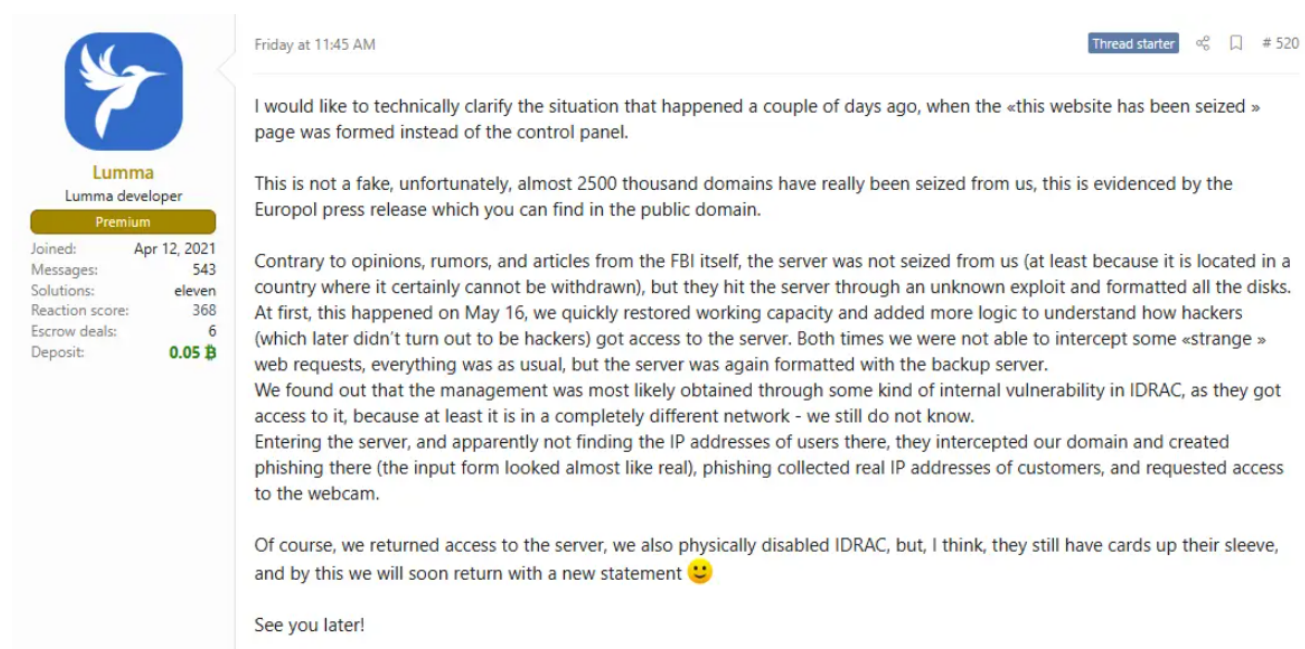 Friday at 11:45 AM
Thread starter
# 520
Lumma
Lumma developer
Premium
Joined: Apr 12, 2021
Messages: 543
Solutions: eleven
Reaction score: 368
Escrow deals: 6
Deposit: 0.05 ₿
I would like to technically clarify the situation that happened a couple of days ago, when the «this website has been seized »
page was formed instead of the control panel.
This is not a fake, unfortunately, almost 2500 thousand domains have really been seized from us, this is evidenced by the
Europol press release which you can find in the public domain.
Contrary to opinions, rumors, and articles from the FBI itself, the server was not seized from us (at least because it is located in a
country where it certainly cannot be withdrawn), but they hit the server through an unknown exploit and formatted all the disks.
At first, this happened on May 16, we quickly restored working capacity and added more logic to understand how hackers
(which later didn't turn out to be hackers) got access to the server. Both times we were not able to intercept some «strange »
web requests, everything was as usual, but the server was again formatted with the backup server.
We found out that the management was most likely obtained through some kind of internal vulnerability in IDRAC, as they got
access to it, because at least it is in a completely different network - we still do not know.
Entering the server, and apparently not finding the IP addresses of users there, they intercepted our domain and created
phishing there (the input form looked almost like real), phishing collected real IP addresses of customers, and requested access
to the webcam.
Of course, we returned access to the server, we also physically disabled IDRAC, but, I think, they still have cards up their sleeve,
and by this we will soon return with a new statement 🙂
See you later!